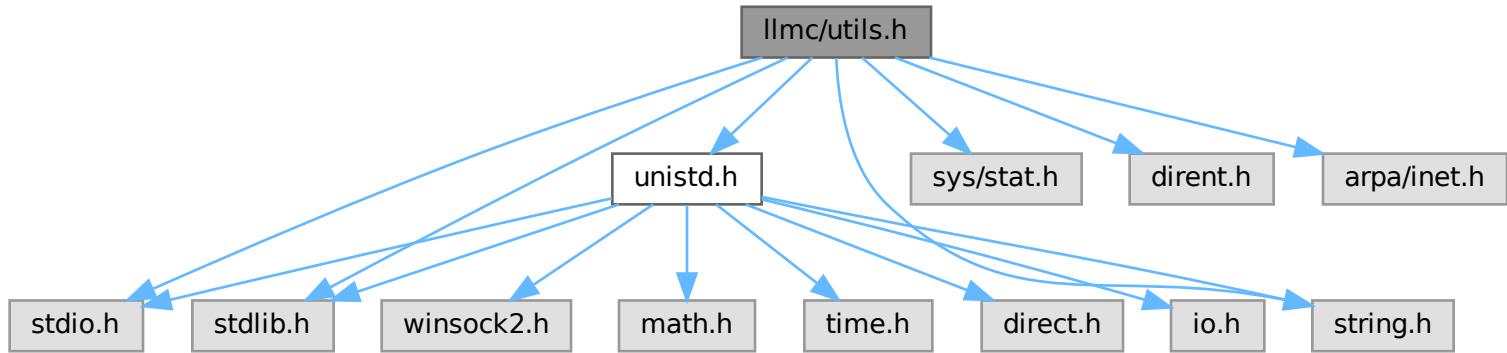 llmc/utils.h
unistd.h
sys/stat.h
dirent.h
arpa/inet.h
stdio.h
stdlib.h
winsock2.h
math.h
time.h
direct.h
io.h
string.h